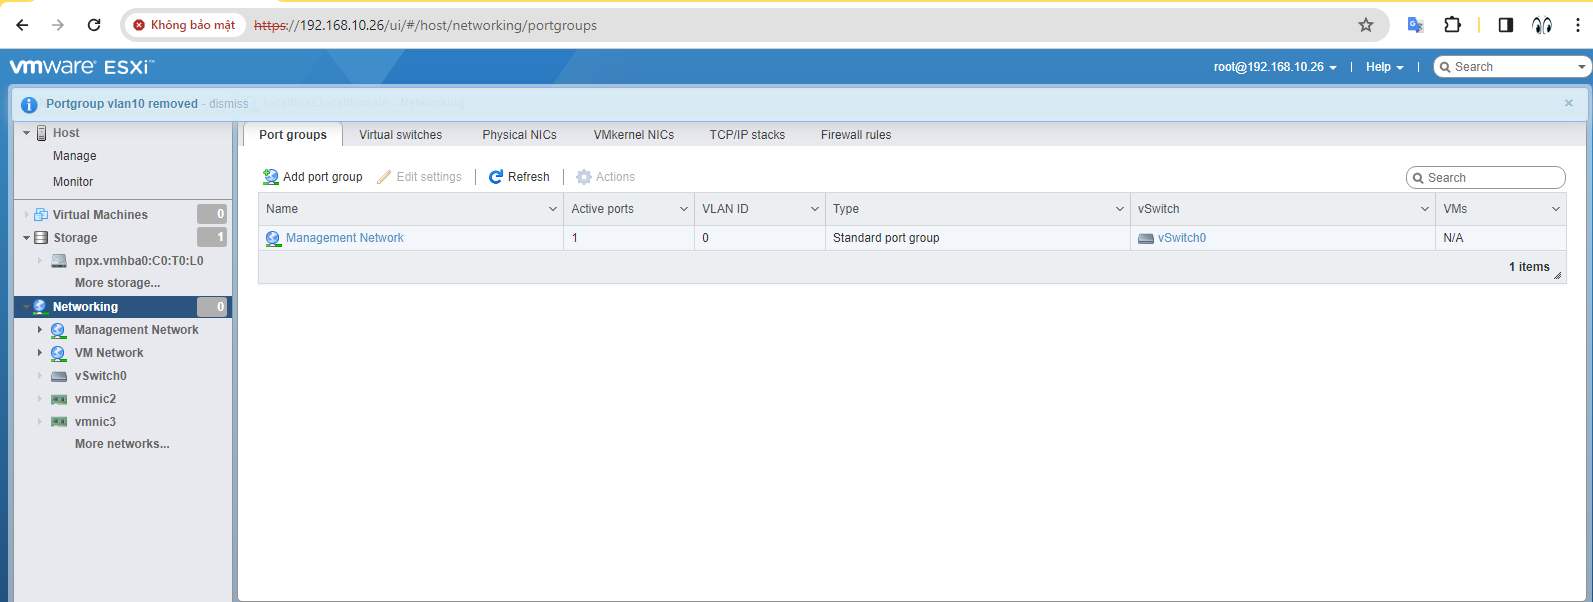 Không bảo mật https://192.168.10.26/ui/#/host/networking/portgroups
vmware ESXi™ root@192.168.10.26 | Help | Search
Portgroup vlan10 removed - dismiss localhost.localdomain - Networking
Host
Manage
Monitor
Virtual Machines 0
Storage 1
mpx.vmhba0:C0:T0:L0
More storage...
Networking 0
Management Network
VM Network
vSwitch0
vmnic2
vmnic3
More networks...
Port groups Virtual switches Physical NICs VMkernel NICs TCP/IP stacks Firewall rules
Add port group Edit settings Refresh Actions Search
Name Active ports VLAN ID Type vSwitch VMs
Management Network 1 0 Standard port group vSwitch0 N/A
1 items